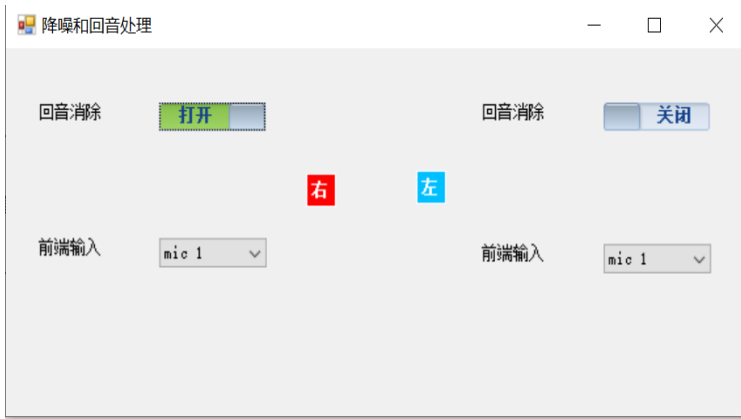 降噪和回音处理
回音消除 打开 回音消除 关闭
右 左
前端输入 mic 1 前端输入 mic 1